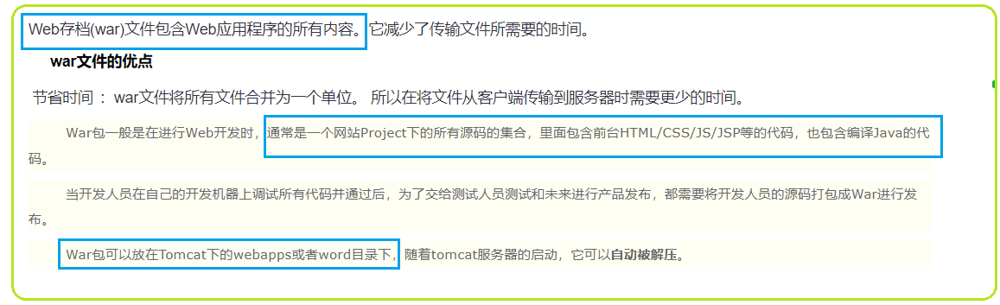 Web存档(war)文件包含Web应用程序的所有内容。它减少了传输文件所需要的时间。
war文件的优点
节省时间 ： war文件将所有文件合并为一个单位。 所以在将文件从客户端传输到服务器时需要更少的时间。
War包一般是在进行Web开发时，通常是一个网站Project下的所有源码的集合，里面包含前台HTML/CSS/JS/JSP等的代码，也包含编译Java的代
码。
当开发人员在自己的开发机器上调试所有代码并通过后，为了交给测试人员测试和未来进行产品发布，都需要将开发人员的源码打包成War进行发
布。
War包可以放在Tomcat下的webapps或者word目录下，随着tomcat服务器的启动，它可以自动被解压。